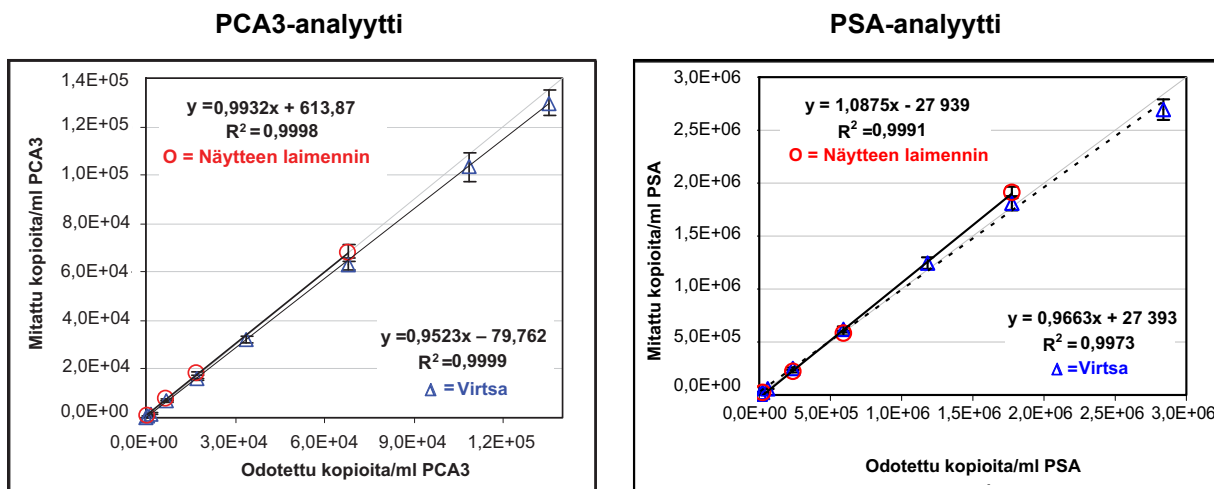 PCA3-analyytti
1,4E+05
1,2E+05
1,0E+05
8,0E+04
6,0E+04
4,0E+04
2,0E+04
0,0E+00
Mitattu kopioita/ml PCA3
y =0,9932x + 613,87
R² = 0,9998
O = Näytteen laimennin
y =0,9523x – 79,762
R² =0,9999
Δ =Virtsa
0,0E+00 3,0E+04 6,0E+04 9,0E+04 1,2E+05
Odotettu kopioita/ml PCA3
PSA-analyytti
3,0E+06
2,5E+06
2,0E+06
1,5E+06
1,0E+06
5,0E+05
0,0E+00
Mitattu kopioita/ml PSA
y = 1,0875x - 27 939
R² =0,9991
O = Näytteen laimennin
y = 0,9663x + 27 393
R² = 0,9973
Δ =Virtsa
0,0E+00 5,0E+05 1,0E+06 1,5E+06 2,0E+06 2,5E+06 3,0E+06
Odotettu kopioita/ml PSA